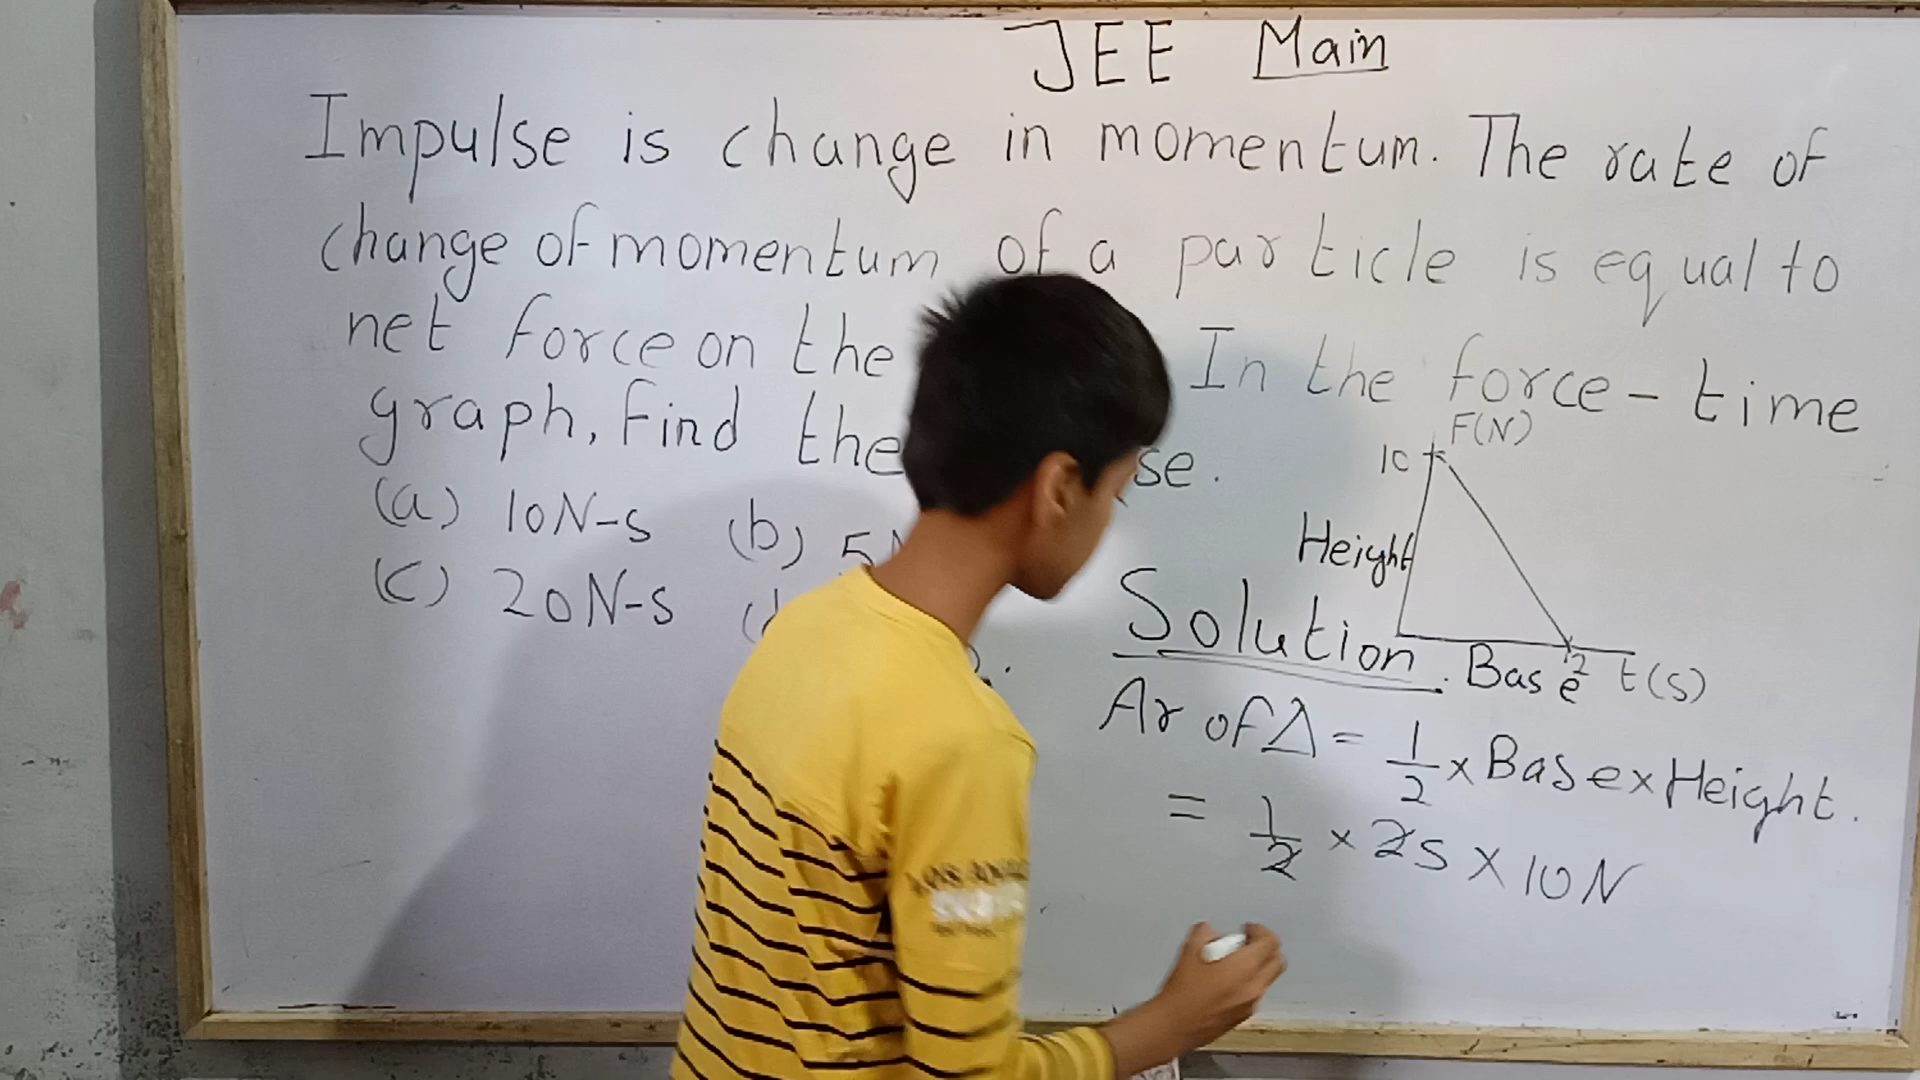 JEE Main
Impulse is change in momentum. The rate of
change of momentum of a particle is equal to
net force on the In the force - time
graph, Find the se.
F(N)
10
(a) 10N-s (b) 5
(c) 20N-s
Height
Solution.
Base 2 t(s)
Ar of Δ = 1/2 × Base × Height.
= 1/2 × 2s × 10N